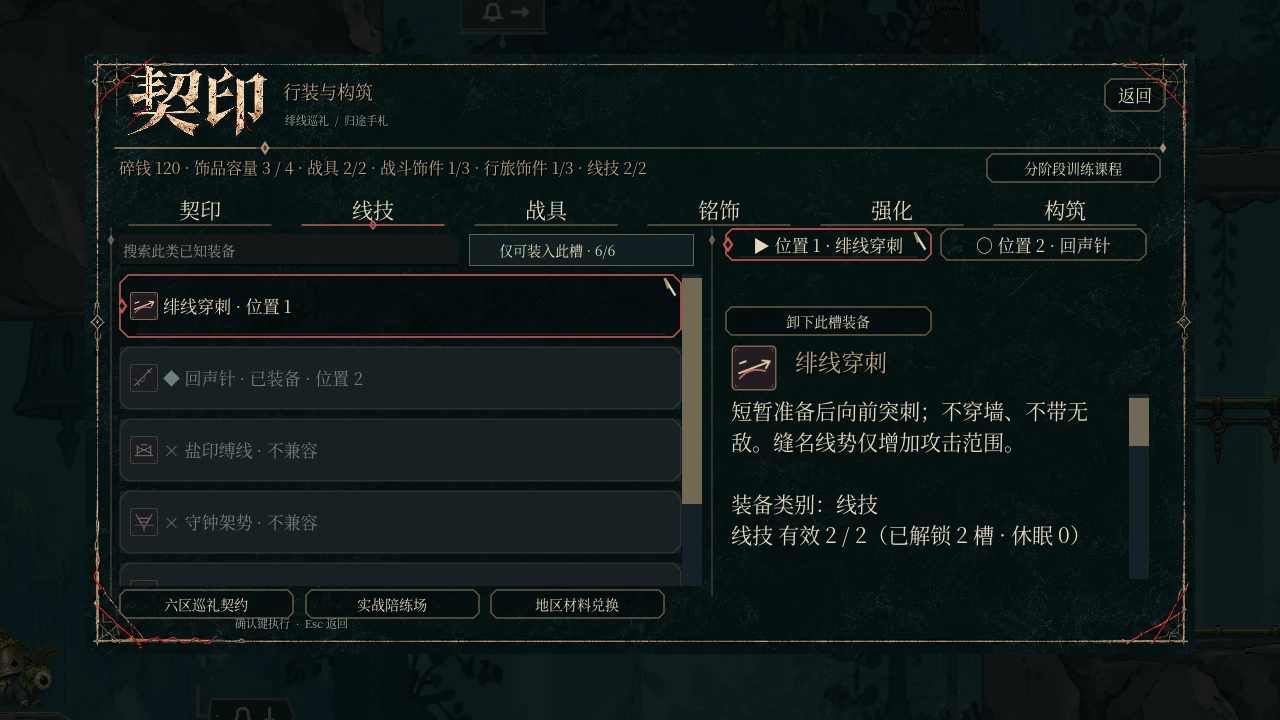 契印
行装与构筑
绯线巡礼 / 归途手札
返回
碎钱 120 · 饰品容量 3 / 4 · 战具 2/2 · 战斗饰件 1/3 · 行旅饰件 1/3 · 线技 2/2
分阶段训练课程
契印 线技 战具 铭饰 强化 构筑
搜索此类已知装备
仅可装入此槽 · 6/6
▶ 位置 1 · 绯线穿刺
○ 位置 2 · 回声针
绯线穿刺 · 位置 1
◆ 回声针 · 已装备 · 位置 2
× 盐印缚线 · 不兼容
× 守钟架势 · 不兼容
卸下此槽装备
绯线穿刺
短暂准备后向前突刺；不穿墙、不带无
敌。缝名线势仅增加攻击范围。
装备类别：线技
线技 有效 2 / 2（已解锁 2 槽 · 休眠 0）
六区巡礼契约
实战陪练场
地区材料兑换
确认键执行 · Esc 返回